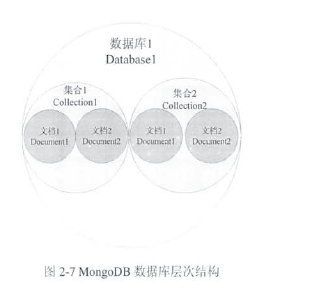 数据库1
Database1
集合1
Collection1
集合2
Collection2
文档1
Document1
文档2
Document2
文档1
Document1
文档2
Document2
图 2-7 MongoDB 数据库层次结构